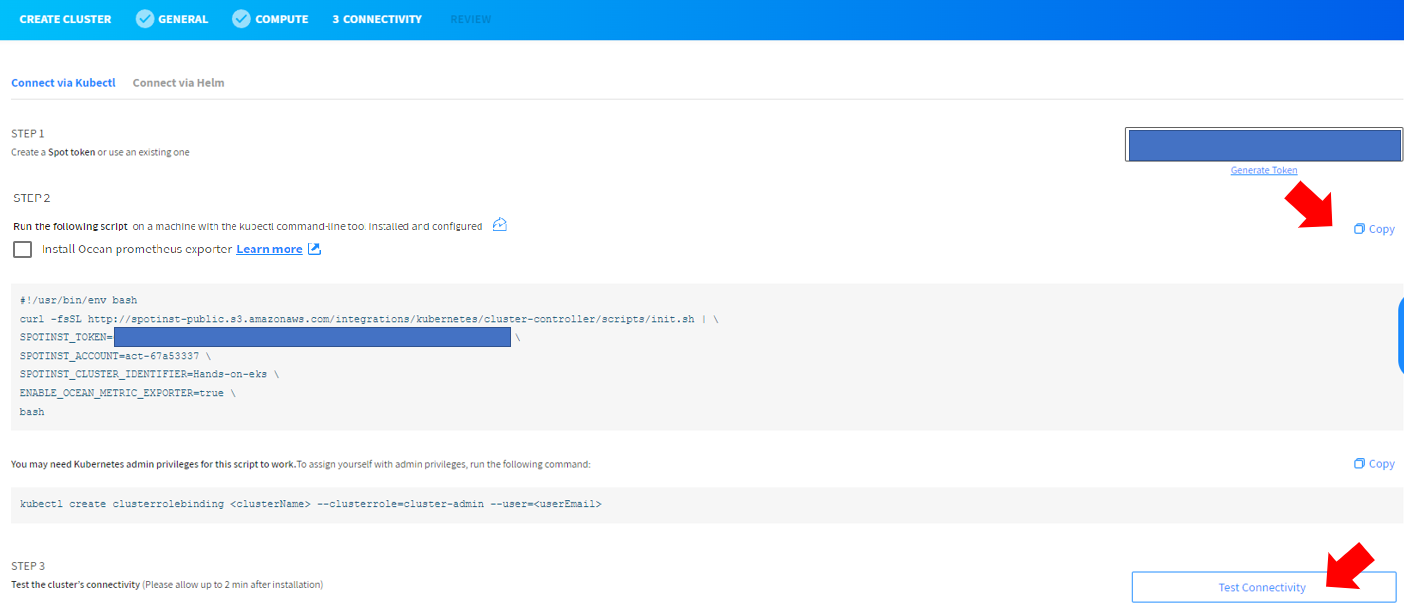 CREATE CLUSTER GENERAL COMPUTE 3 CONNECTIVITY REVIEW
Connect via Kubectl Connect via Helm
STEP 1
Create a Spot token or use an existing one
Generate Token
STEP 2
Run the following script on a machine with the kubectl command-line too. Installed and configured
Copy
Install Ocean prometheus exporter Learn more
#!/usr/bin/env bash
curl -fsSL http://spotinst-public.s3.amazonaws.com/integrations/kubernetes/cluster-controller/scripts/init.sh | \
SPOTINST_TOKEN= \
SPOTINST_ACCOUNT=act-67a53337 \
SPOTINST_CLUSTER_IDENTIFIER=Hands-on-eks \
ENABLE_OCEAN_METRIC_EXPORTER=true \
bash
You may need Kubernetes admin privileges for this script to work.To assign yourself with admin privileges, run the following command:
Copy
kubectl create clusterrolebinding <clusterName> --clusterrole=cluster-admin --user=<userEmail>
STEP 3
Test the cluster's connectivity (Please allow up to 2 min after installation)
Test Connectivity